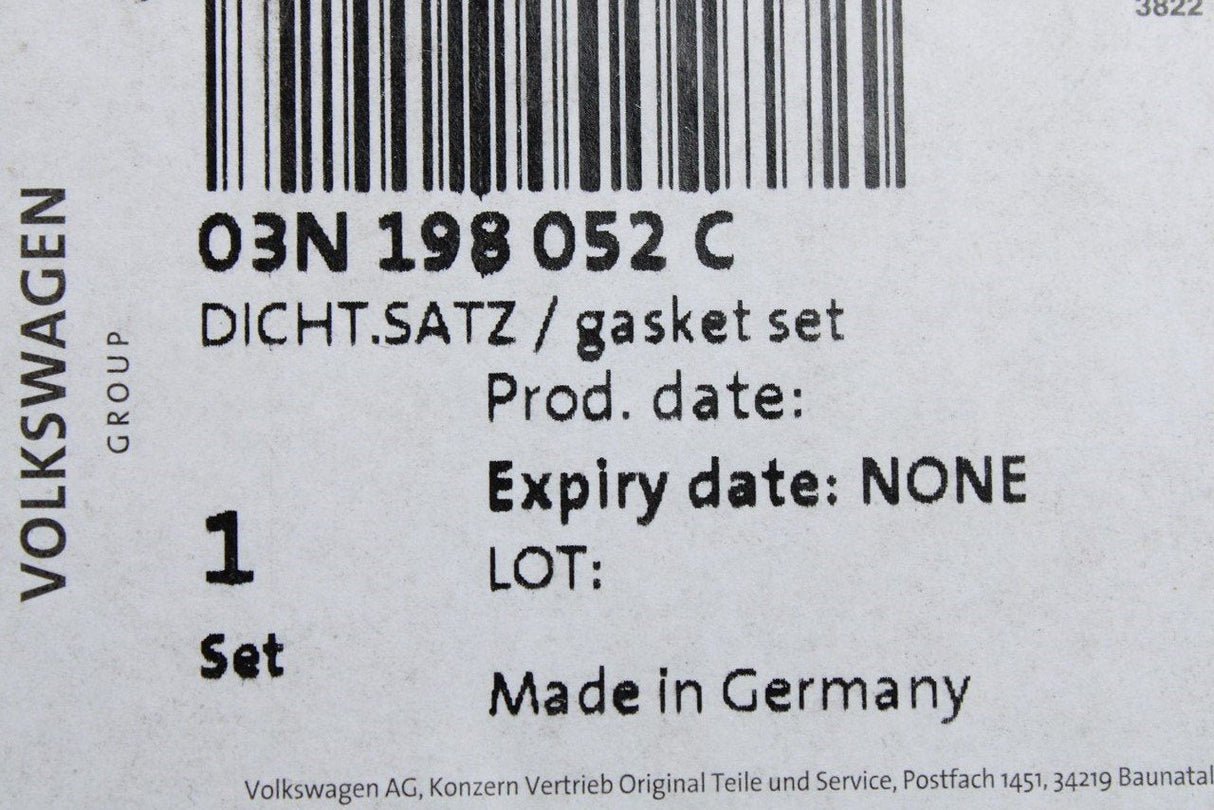 3822
03N 198 052 C
DICHT.SATZ / gasket set
Prod. date:
Expiry date: NONE
LOT:
1
Set
Made in Germany
VOLKSWAGEN
GROUP
Volkswagen AG, Konzern Vertrieb Original Teile und Service, Postfach 1451, 34219 Baunatal